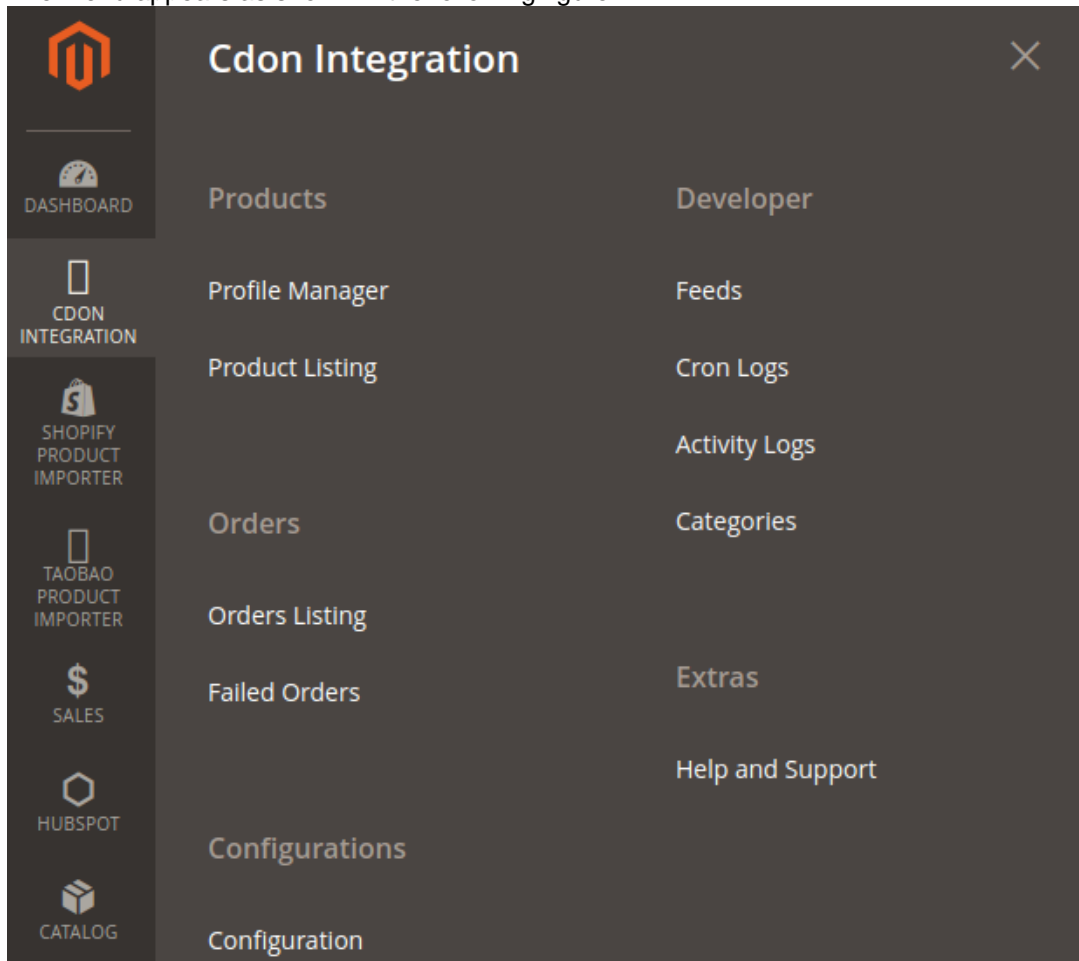 Cdon Integration
DASHBOARD
CDON
INTEGRATION
SHOPIFY
PRODUCT
IMPORTER
TAOBAO
PRODUCT
IMPORTER
SALES
HUBSPOT
CATALOG
Products
Profile Manager
Product Listing
Orders
Orders Listing
Failed Orders
Configurations
Configuration
Developer
Feeds
Cron Logs
Activity Logs
Categories
Extras
Help and Support